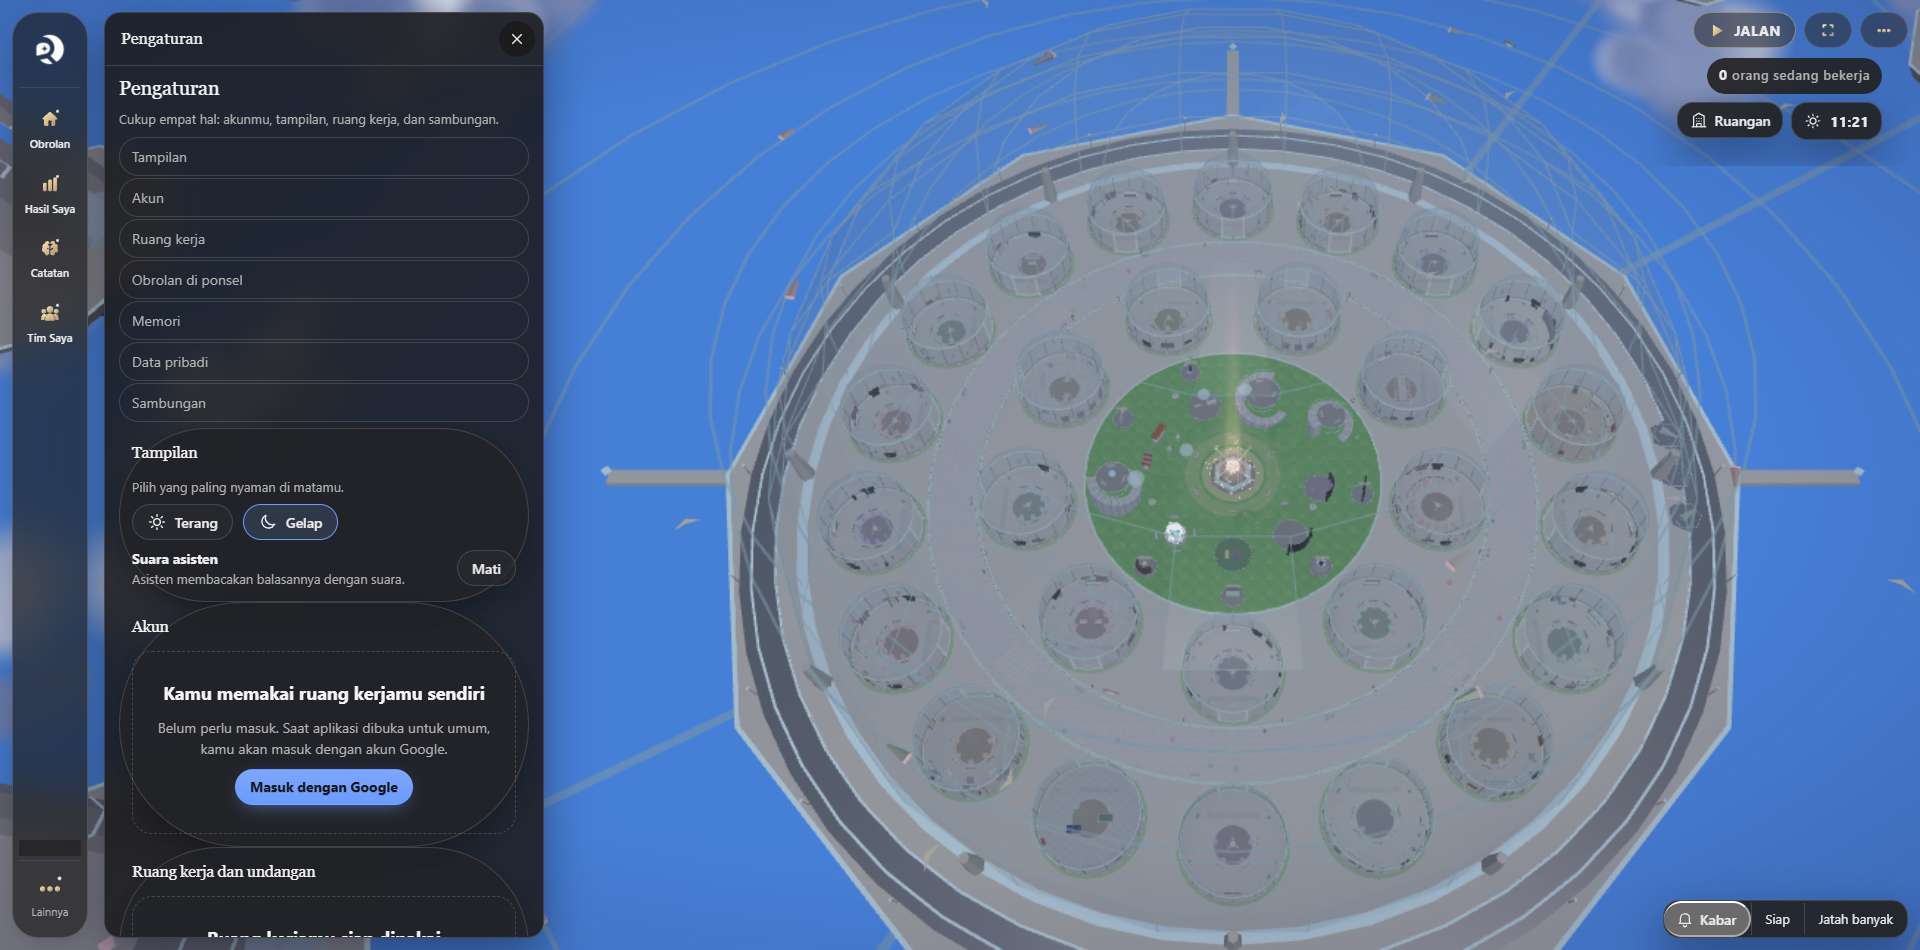 Obrolan
Hasil Saya
Catatan
Tim Saya
Lainnya
Pengaturan
Pengaturan
Cukup empat hal: akunmu, tampilan, ruang kerja, dan sambungan.
Tampilan
Akun
Ruang kerja
Obrolan di ponsel
Memori
Data pribadi
Sambungan
Tampilan
Pilih yang paling nyaman di matamu.
Terang
Gelap
Suara asisten
Asisten membacakan balasannya dengan suara.
Mati
Akun
Kamu memakai ruang kerjamu sendiri
Belum perlu masuk. Saat aplikasi dibuka untuk umum,
kamu akan masuk dengan akun Google.
Masuk dengan Google
Ruang kerja dan undangan
JALAN
0 orang sedang bekerja
Ruangan
11:21
Kabar
Siap
Jatah banyak